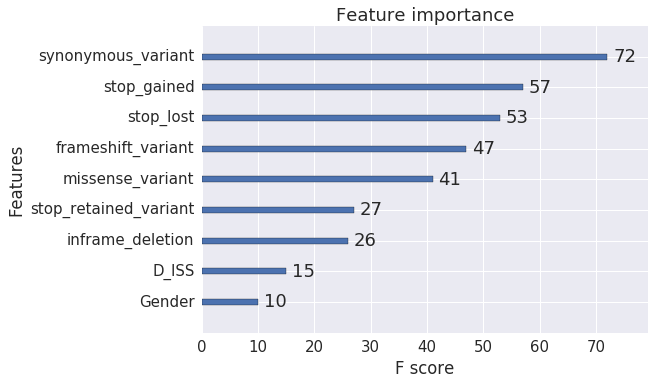 Feature importance
synonymous_variant 72
stop_gained 57
stop_lost 53
frameshift_variant 47
missense_variant 41
stop_retained_variant 27
inframe_deletion 26
D_ISS 15
Gender 10
Features
0 10 20 30 40 50 60 70
F score